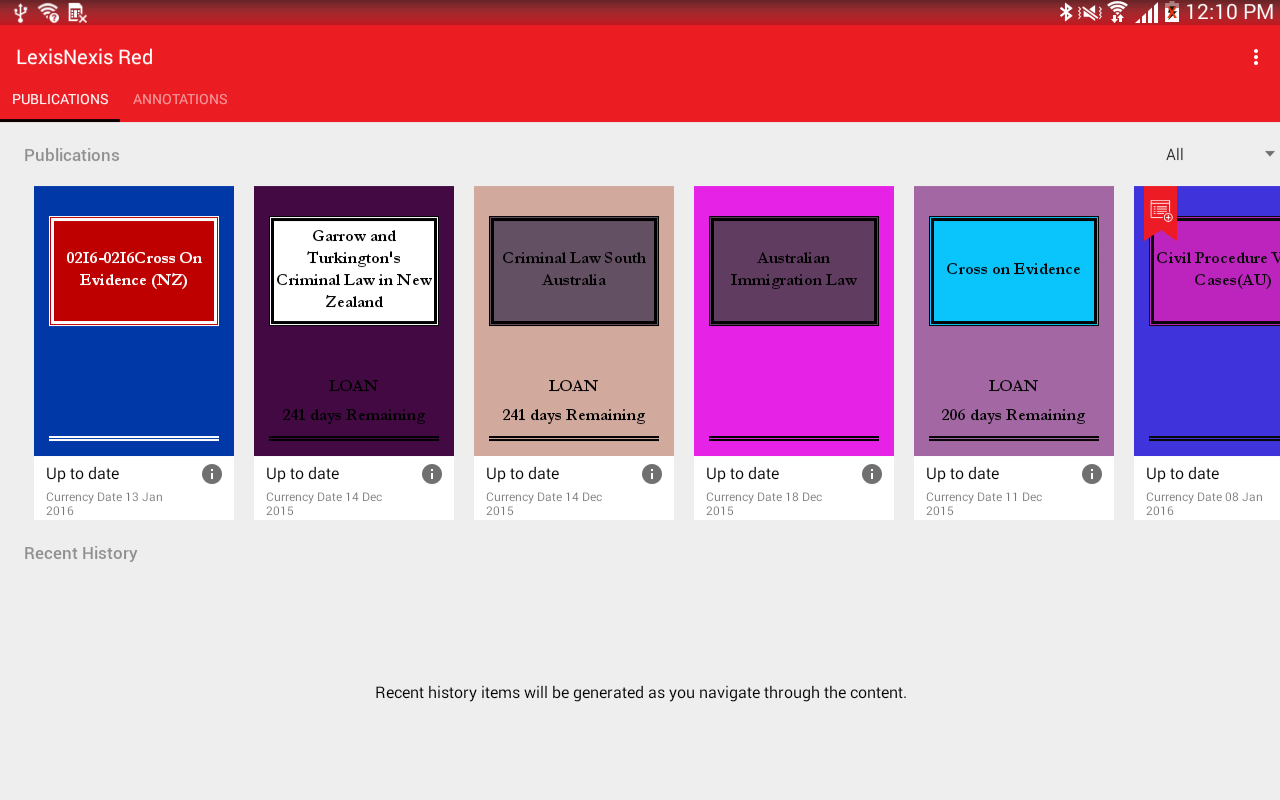 12:10 PM
LexisNexis Red
PUBLICATIONS
ANNOTATIONS
Publications
All
0216-0216Cross On
Evidence (NZ)
Garrow and
Turkington's
Criminal Law in New
Zealand
LOAN
241 days Remaining
Criminal Law South
Australia
LOAN
241 days Remaining
Australian
Immigration Law
Cross on Evidence
LOAN
206 days Remaining
Civil Procedure V
Cases(AU)
Up to date
Currency Date 13 Jan
2016
Up to date
Currency Date 14 Dec
2015
Up to date
Currency Date 14 Dec
2015
Up to date
Currency Date 18 Dec
2015
Up to date
Currency Date 11 Dec
2015
Up to date
Currency Date 08 Jan
2016
Recent History
Recent history items will be generated as you navigate through the content.